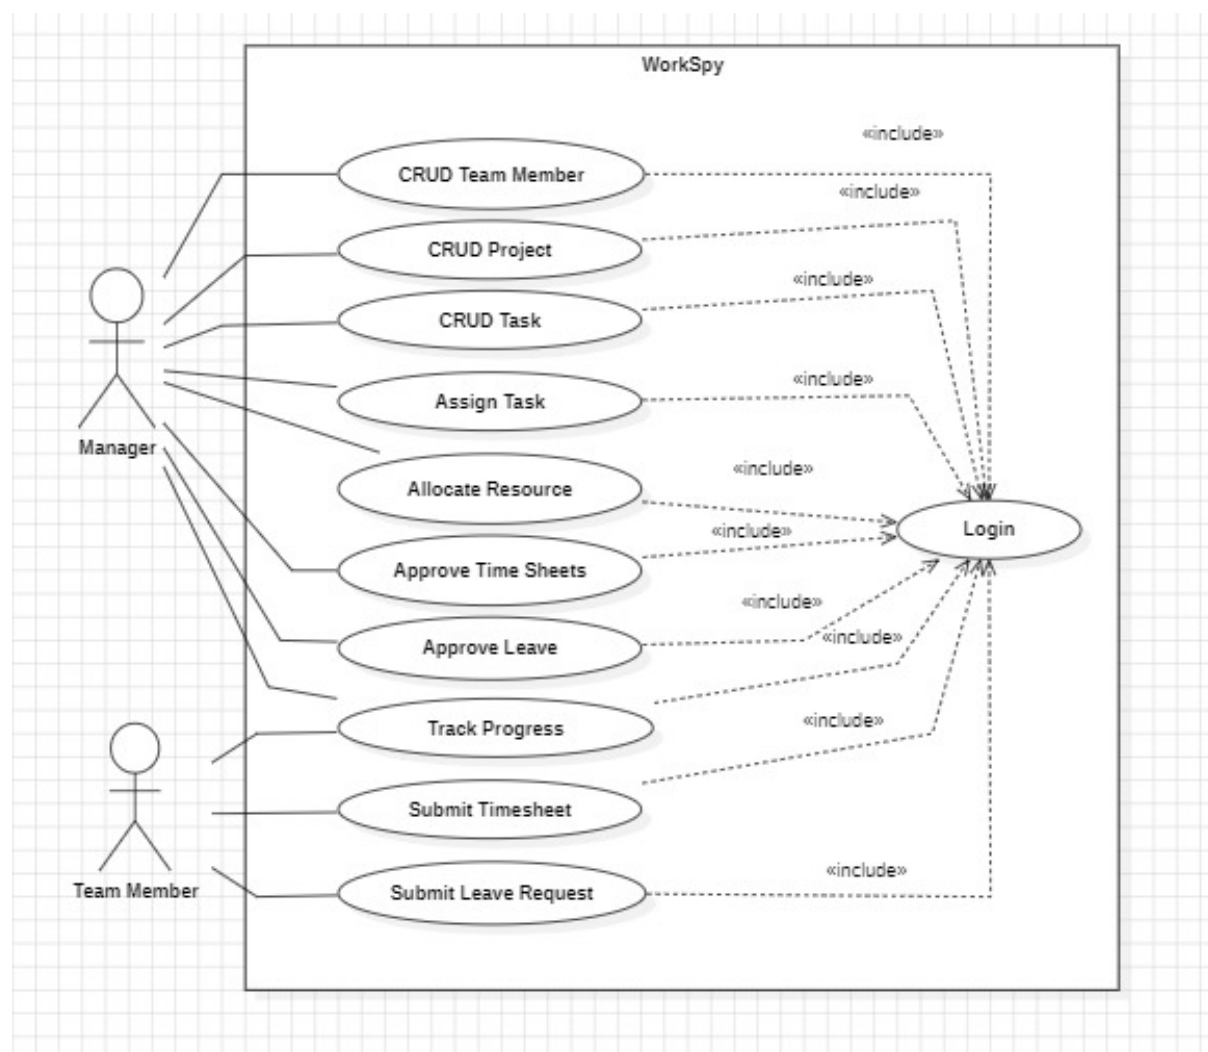 WorkSpy
«include»
CRUD Team Member
«include»
CRUD Project
«include»
CRUD Task
«include»
Assign Task
Manager
«include»
Allocate Resource
«include»
Login
Approve Time Sheets
«include»
«include»
Approve Leave
«include»
Track Progress
Submit Timesheet
«include»
Team Member
Submit Leave Request